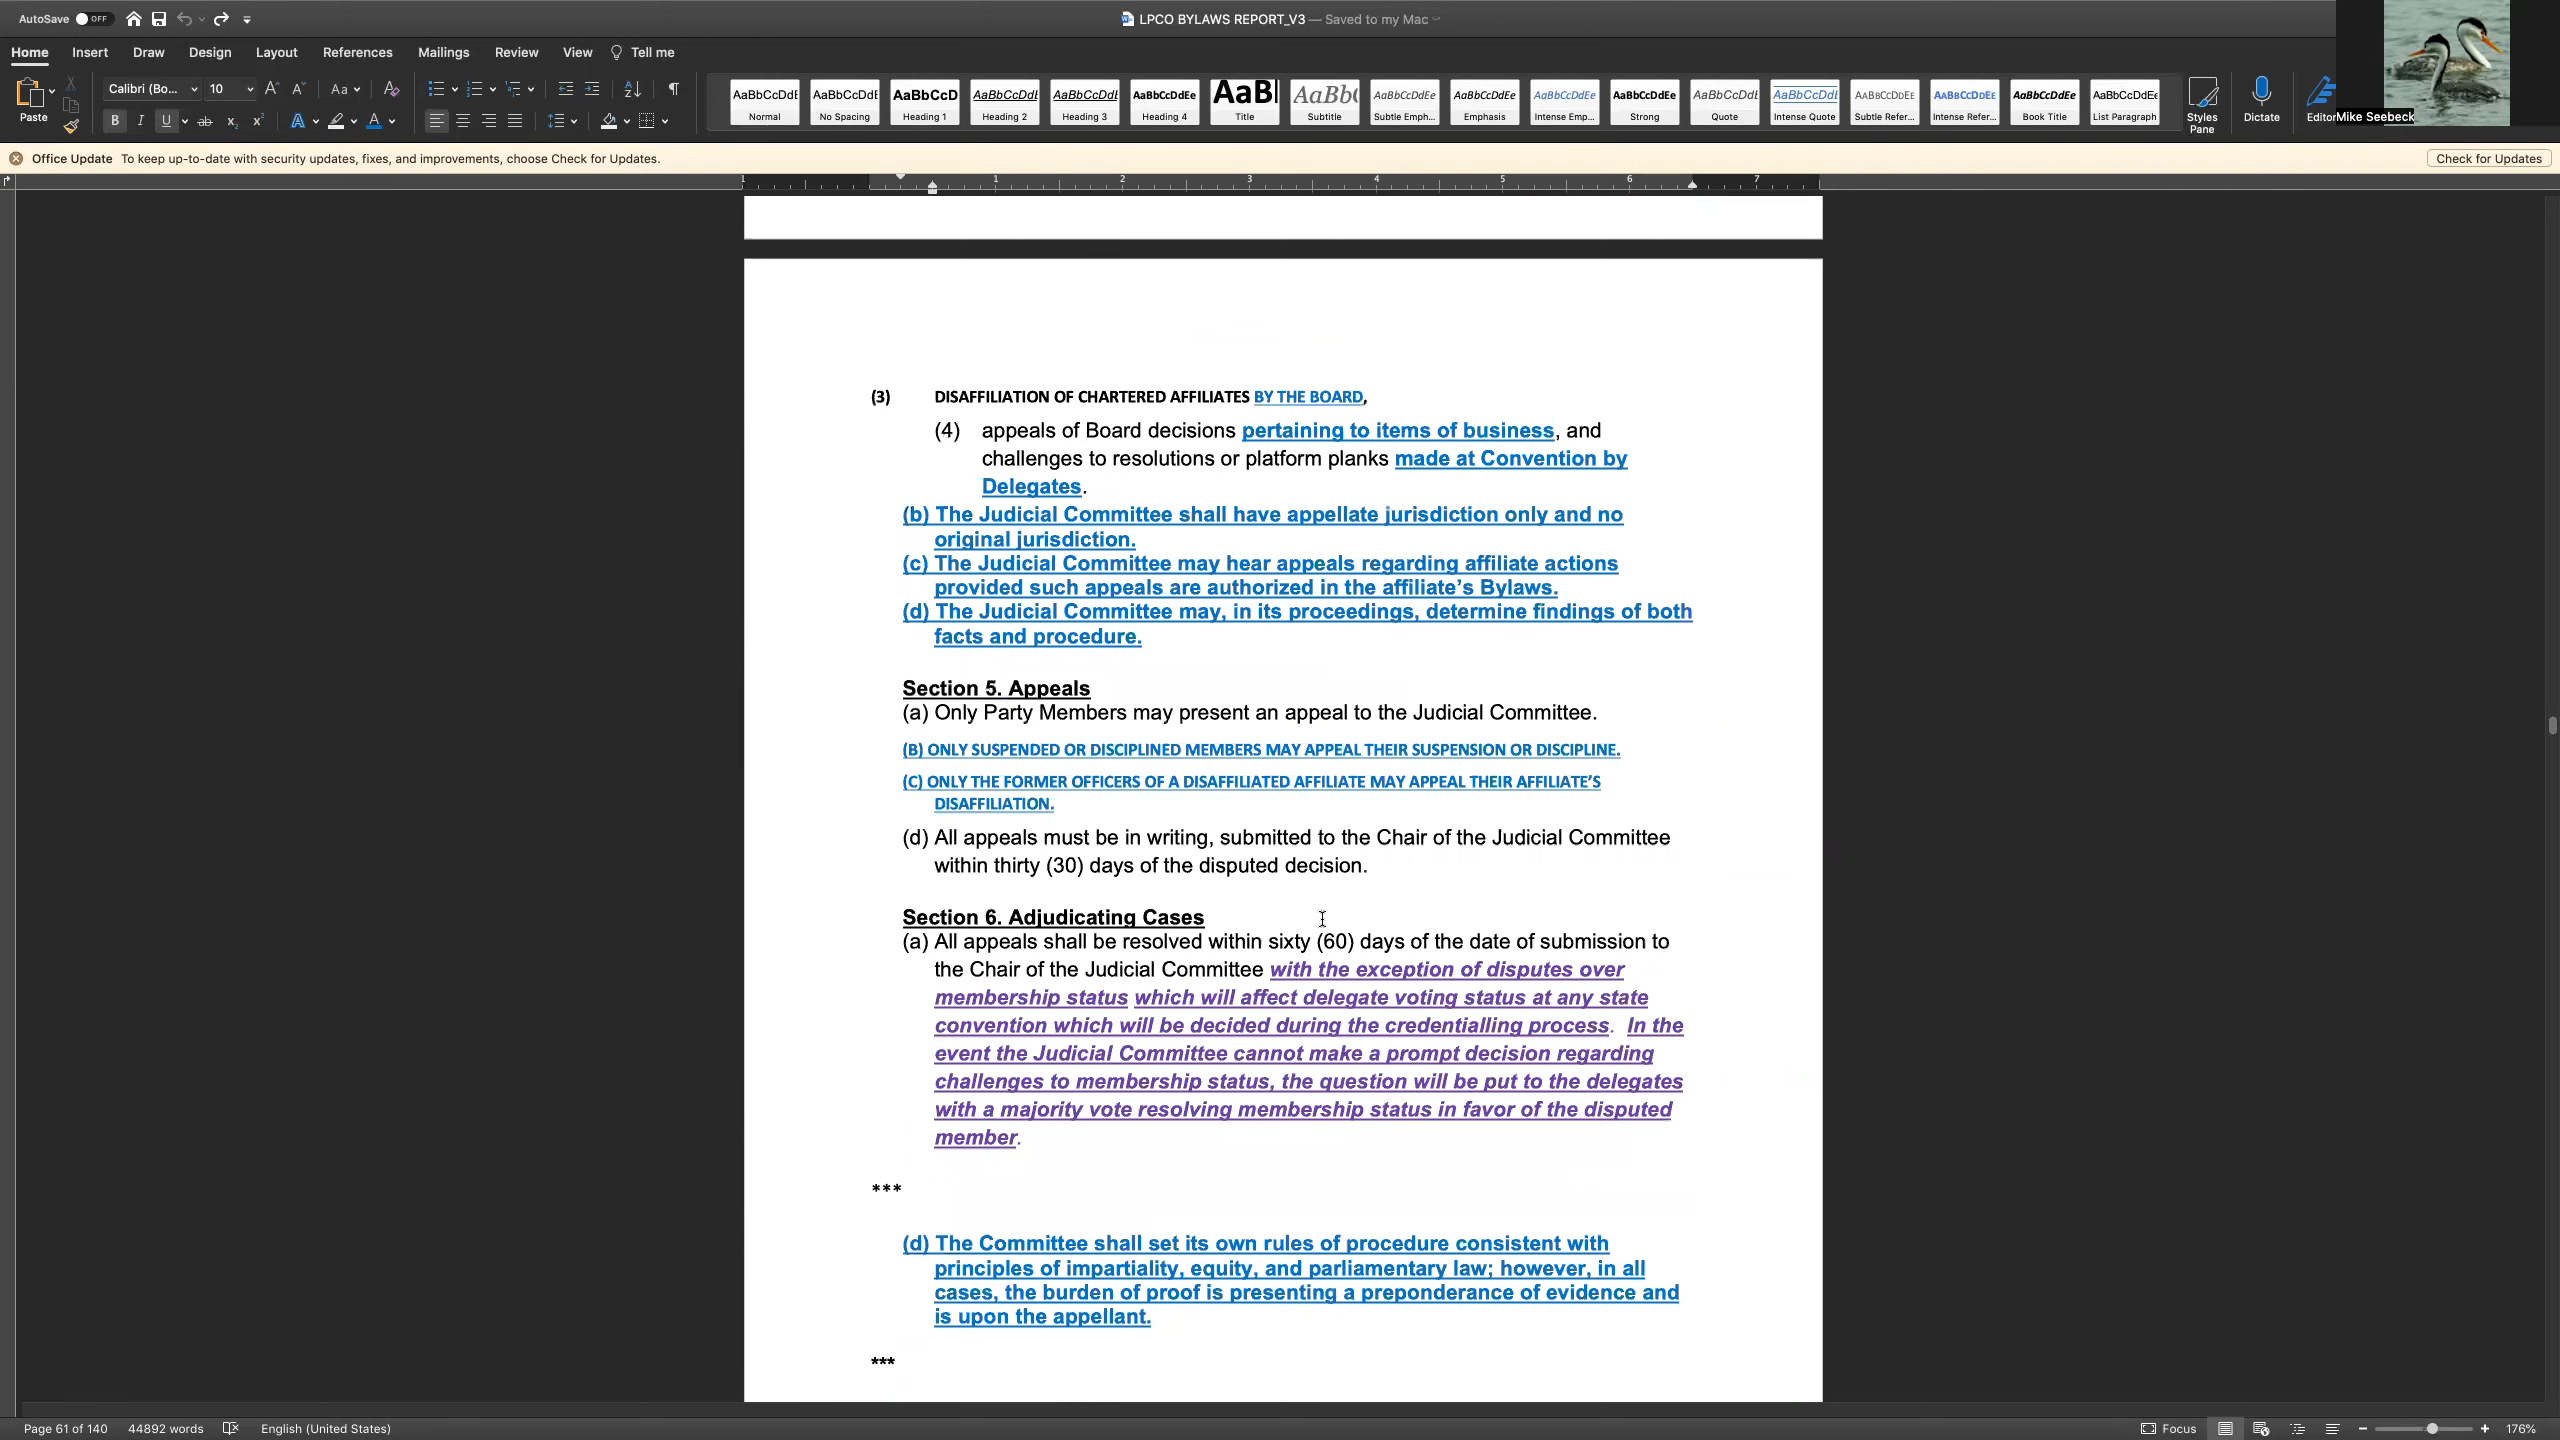 AutoSave OFF
LPCO BYLAWS REPORT_V3 — Saved to my Mac
Home Insert Draw Design Layout References Mailings Review View Tell me
Paste
Calibri (Bo... 10
AaBbCcDdE Normal
AaBbCcDdE No Spacing
AaBbCcD Heading 1
AaBbCcDdE Heading 2
AaBbCcDdE Heading 3
AaBbCcDdEe Heading 4
AaB Title
AaBb( Subtitle
AaBbCcDdEe Subtle Emph...
AaBbCcDdEe Emphasis
AaBbCcDdEe Intense Emp...
AaBbCcDdEe Strong
AaBbCcDdE Quote
AaBbCcDdE Intense Quote
AaBbCcDdEe Subtle Refer...
AaBbCcDdEe Intense Refer...
AaBbCcDdEe Book Title
AaBbCcDdEe List Paragraph
Styles Pane
Dictate
Editor
Mike Seebeck
Office Update To keep up-to-date with security updates, fixes, and improvements, choose Check for Updates.
Check for Updates
1 1 2 3 4 5 6 7
(3) DISAFFILIATION OF CHARTERED AFFILIATES BY THE BOARD,
(4) appeals of Board decisions pertaining to items of business, and
challenges to resolutions or platform planks made at Convention by
Delegates.
(b) The Judicial Committee shall have appellate jurisdiction only and no
original jurisdiction.
(c) The Judicial Committee may hear appeals regarding affiliate actions
provided such appeals are authorized in the affiliate’s Bylaws.
(d) The Judicial Committee may, in its proceedings, determine findings of both
facts and procedure.
Section 5. Appeals
(a) Only Party Members may present an appeal to the Judicial Committee.
(B) ONLY SUSPENDED OR DISCIPLINED MEMBERS MAY APPEAL THEIR SUSPENSION OR DISCIPLINE.
(C) ONLY THE FORMER OFFICERS OF A DISAFFILIATED AFFILIATE MAY APPEAL THEIR AFFILIATE’S
DISAFFILIATION.
(d) All appeals must be in writing, submitted to the Chair of the Judicial Committee
within thirty (30) days of the disputed decision.
Section 6. Adjudicating Cases
(a) All appeals shall be resolved within sixty (60) days of the date of submission to
the Chair of the Judicial Committee with the exception of disputes over
membership status which will affect delegate voting status at any state
convention which will be decided during the credentialling process. In the
event the Judicial Committee cannot make a prompt decision regarding
challenges to membership status, the question will be put to the delegates
with a majority vote resolving membership status in favor of the disputed
member.
***
(d) The Committee shall set its own rules of procedure consistent with
principles of impartiality, equity, and parliamentary law; however, in all
cases, the burden of proof is presenting a preponderance of evidence and
is upon the appellant.
***
Page 61 of 140 44892 words English (United States) Focus 176%